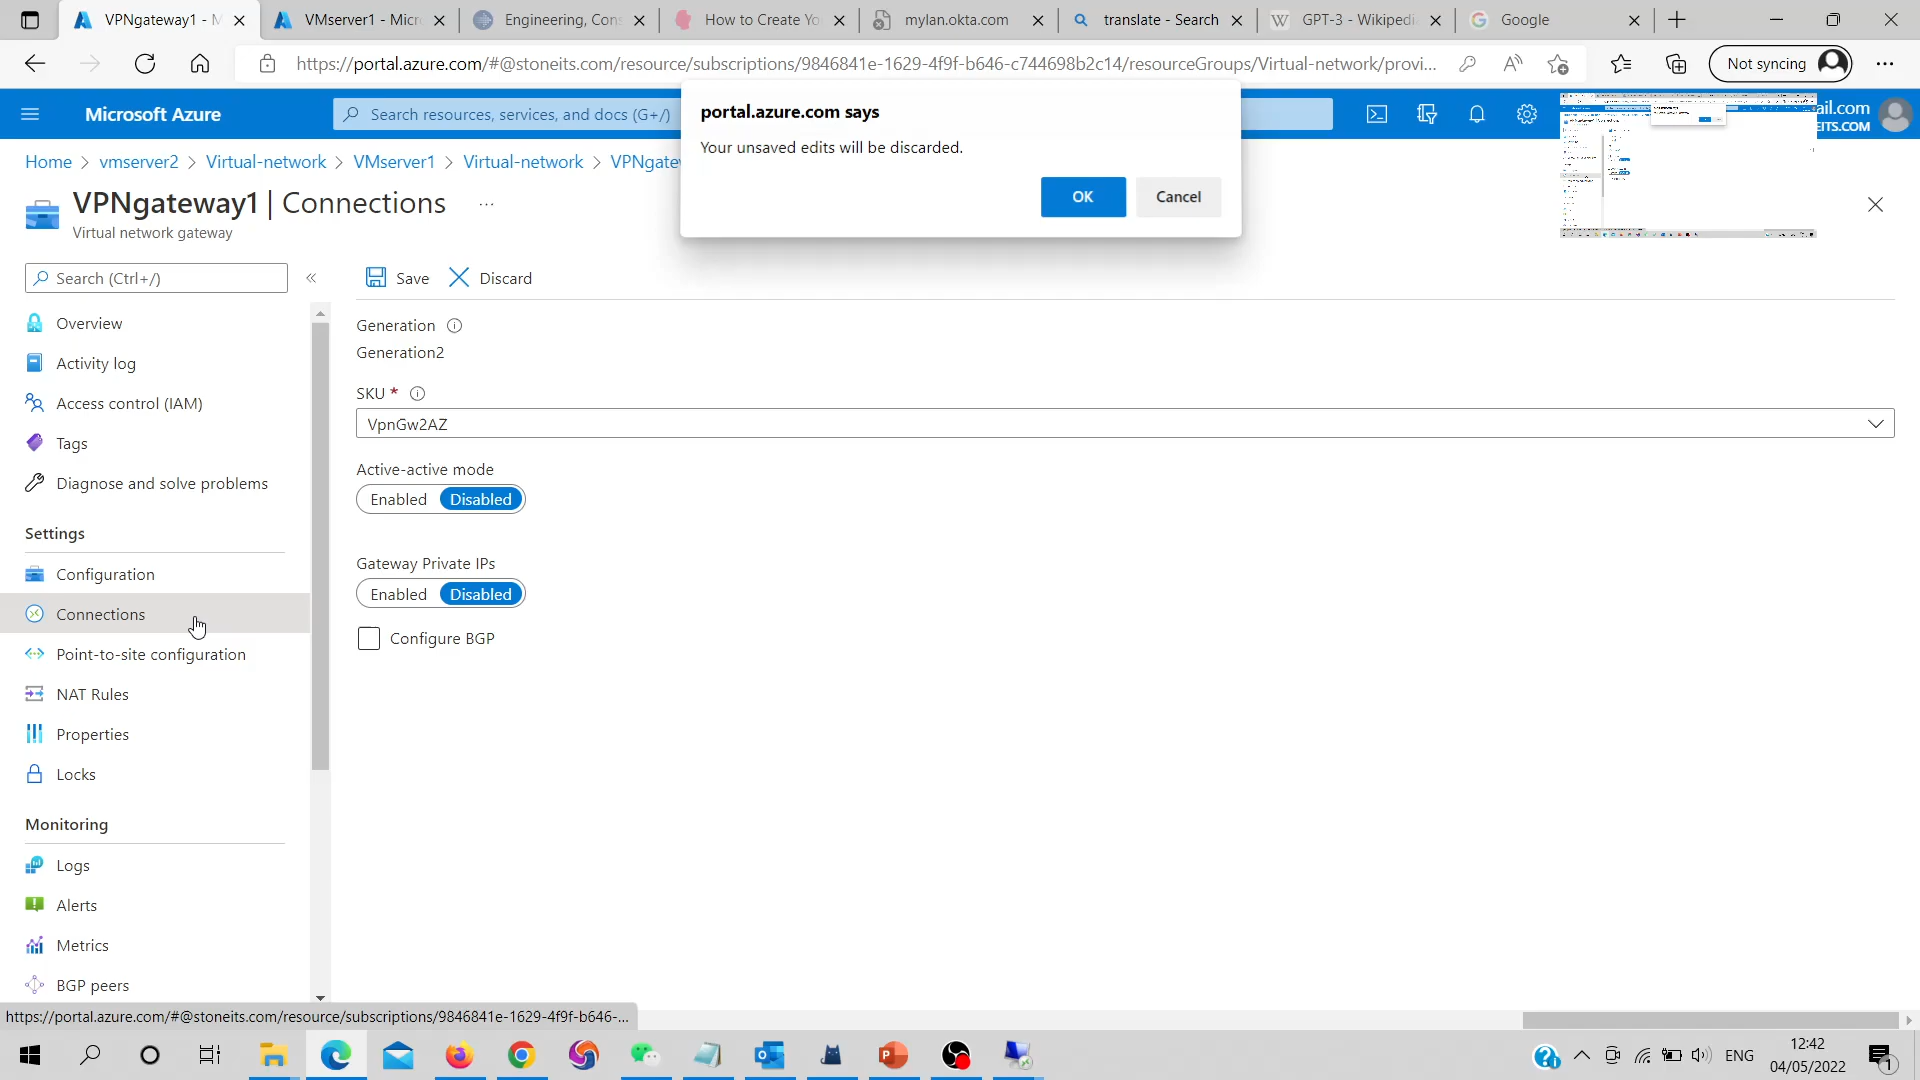 VPNgateway1 - M
VMserver1 - Micr
Engineering, Cons
How to Create Yo
mylan.okta.com
translate - Search
GPT-3 - Wikipedi
Google
https://portal.azure.com/#@stoneits.com/resource/subscriptions/9846841e-1629-4f9f-b646-c744698b2c14/resourceGroups/Virtual-network/provi...
Not syncing
Microsoft Azure
Search resources, services, and docs (G+/)
ail.com
EITS.COM
portal.azure.com says
Your unsaved edits will be discarded.
OK
Cancel
Home > vmserver2 > Virtual-network > VMserver1 > Virtual-network > VPNgatew
VPNgateway1 | Connections ...
Virtual network gateway
Search (Ctrl+/)
Save
Discard
Overview
Activity log
Access control (IAM)
Tags
Diagnose and solve problems
Settings
Configuration
Connections
Point-to-site configuration
NAT Rules
Properties
Locks
Monitoring
Logs
Alerts
Metrics
BGP peers
Generation
Generation2
SKU *
VpnGw2AZ
Active-active mode
Enabled Disabled
Gateway Private IPs
Enabled Disabled
Configure BGP
https://portal.azure.com/#@stoneits.com/resource/subscriptions/9846841e-1629-4f9f-b646-...
ENG
12:42
04/05/2022
1